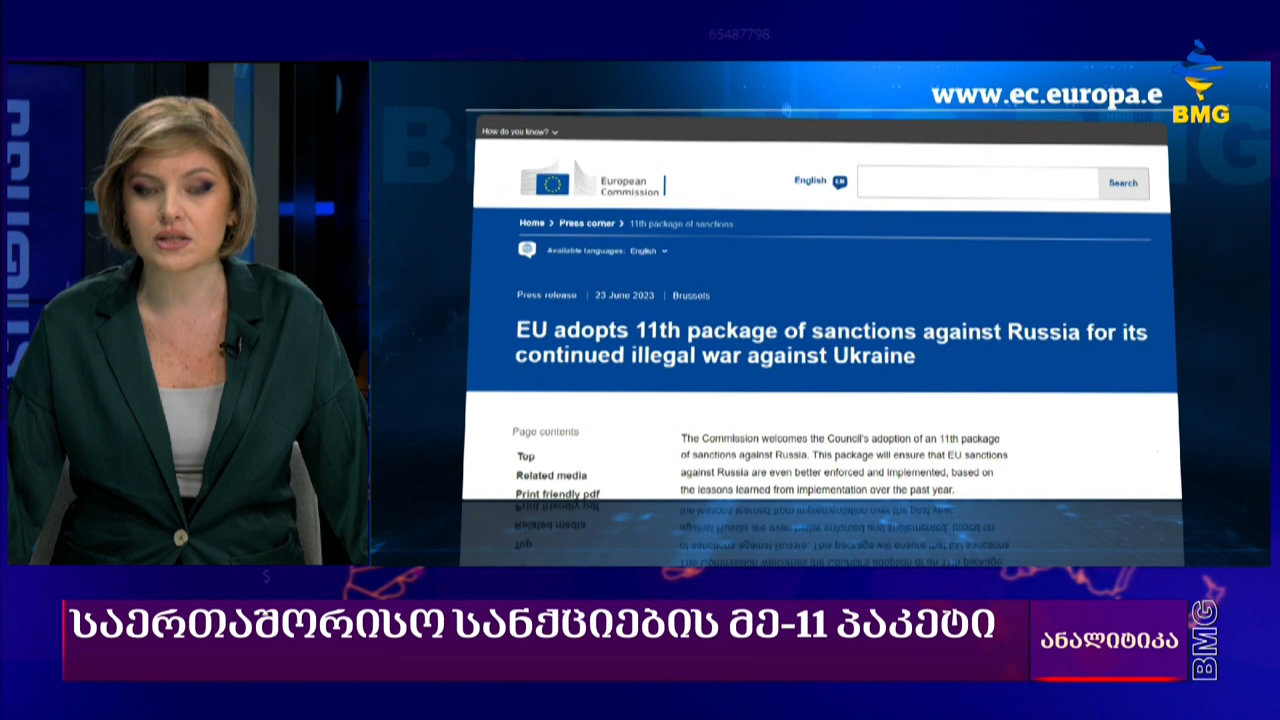 65487798
www.ec.europa.e
BMG
How do you know?
European
Commission
English EN
Search
Home > Press corner > 11th package of sanctions
Available languages: English
Press release | 23 June 2023 | Brussels
EU adopts 11th package of sanctions against Russia for its
continued illegal war against Ukraine
Page contents
Top
Related media
Print friendly pdf
The Commission welcomes the Council's adoption of an 11th package
of sanctions against Russia. This package will ensure that EU sanctions
against Russia are even better enforced and implemented, based on
the lessons learned from implementation over the past year.
საერთაშორისო სანქციების მე-11 პაკეტი
ანალიტიკა
BMG